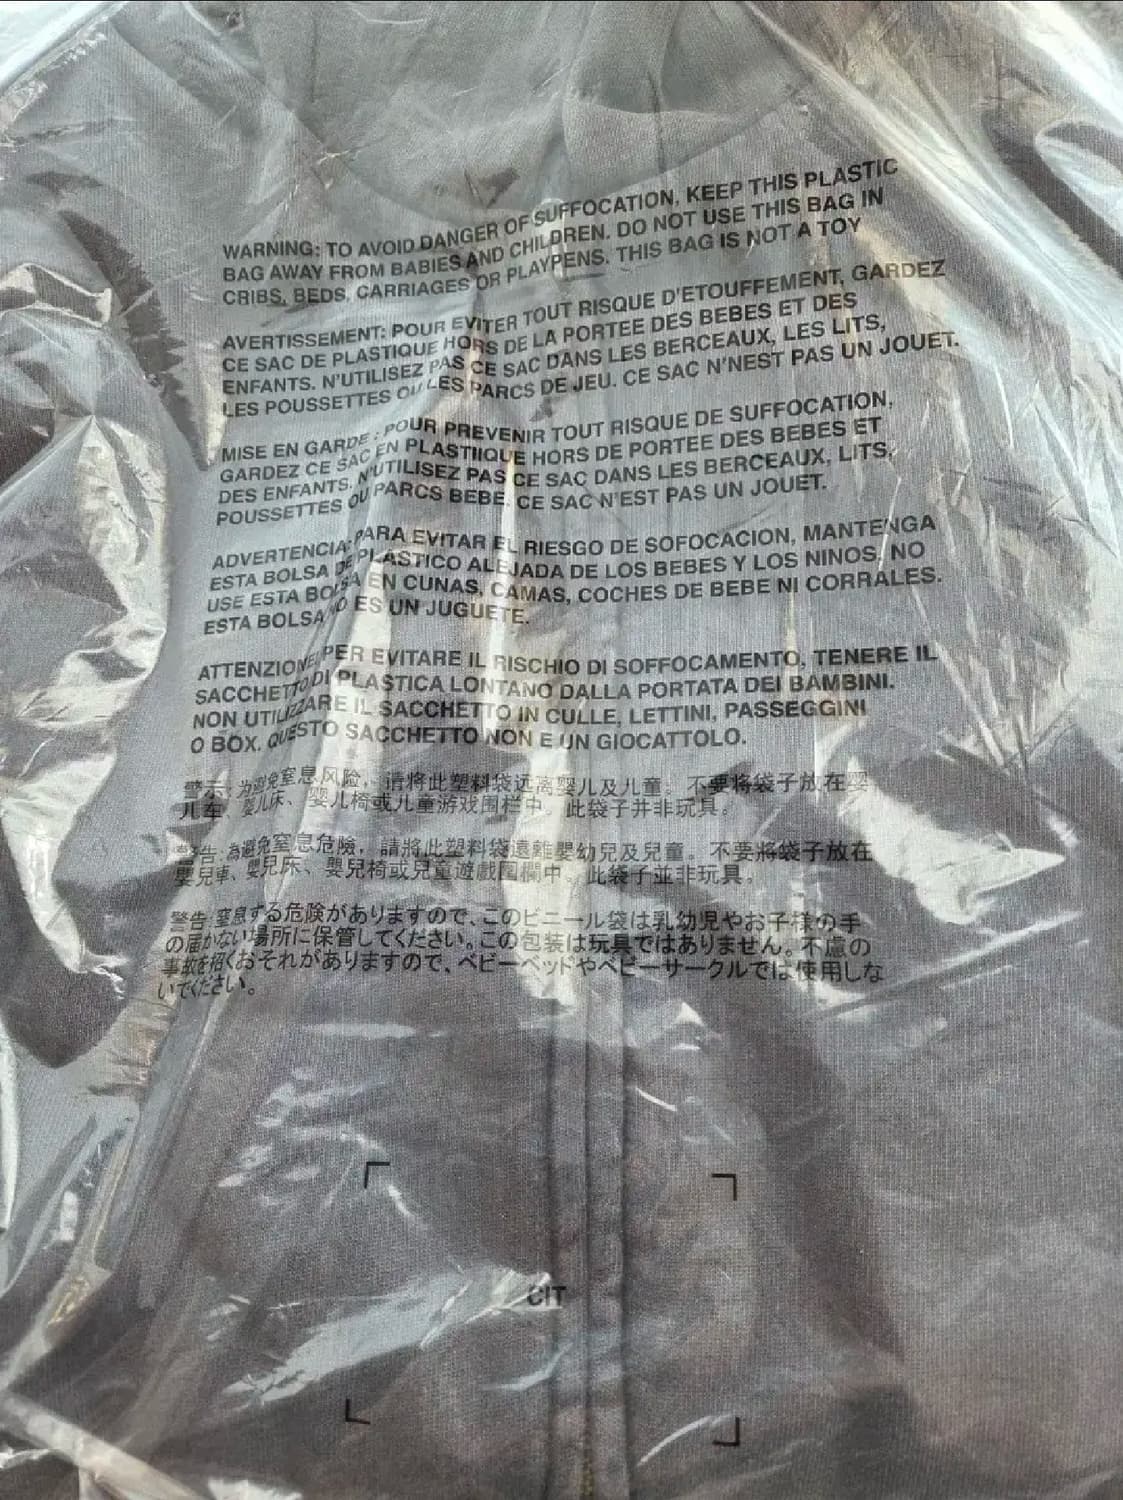 WARNING: TO AVOID DANGER OF SUFFOCATION, KEEP THIS PLASTIC
BAG AWAY FROM BABIES AND CHILDREN. DO NOT USE THIS BAG IN
CRIBS, BEDS, CARRIAGES OR PLAYPENS. THIS BAG IS NOT A TOY
AVERTISSEMENT: POUR EVITER TOUT RISQUE D'ETOUFFEMENT, GARDEZ
CE SAC DE PLASTIQUE HORS DE LA PORTEE DES BEBES ET DES
ENFANTS. N'UTILISEZ PAS CE SAC DANS LES BERCEAUX, LES LITS,
LES POUSSETTES OU LES PARCS DE JEU. CE SAC N'NEST PAS UN JOUET.
MISE EN GARDE : POUR PREVENIR TOUT RISQUE DE SUFFOCATION,
GARDEZ CE SAC EN PLASTIIQUE HORS DE PORTEE DES BEBES ET
DES ENFANTS. N'UTILISEZ PAS CE SAC DANS LES BERCEAUX, LITS,
POUSSETTES OU PARCS BEBE. CE SAC N'EST PAS UN JOUET.
ADVERTENCIA: PARA EVITAR EL RIESGO DE SOFOCACION, MANTENGA
ESTA BOLSA DE PLASTICO ALEJADA DE LOS BEBES Y LOS NINOS. NO
USE ESTA BOLSA EN CUNAS, CAMAS, COCHES DE BEBE NI CORRALES.
ESTA BOLSA NO ES UN JUGUETE.
ATTENZIONE: PER EVITARE IL RISCHIO DI SOFFOCAMENTO, TENERE IL
SACCHETTO DI PLASTICA LONTANO DALLA PORTATA DEI BAMBINI.
NON UTILIZZARE IL SACCHETTO IN CULLE, LETTINI, PASSEGGINI
O BOX. QUESTO SACCHETTO NON E UN GIOCATTOLO.
警示: 为避免窒息风险, 请将此塑料袋远离婴儿及儿童。不要将袋子放在婴
儿车、婴儿床、婴儿椅或儿童游戏围栏中。此袋子并非玩具。
警告: 為避免窒息危險, 請將此塑料袋遠離嬰幼兒及兒童。不要將袋子放在
嬰兒車、嬰兒床、嬰兒椅或兒童遊戲圍欄中。此袋子並非玩具。
警告: 窒息する危険がありますので、このビニール袋は乳幼児やお子様の手
の届かない場所に保管してください。この包装は玩具ではありません。不慮の
事故を招くおそれがありますので、ベビーベッドやベビーサークルでは使用しな
いでください。
CIT